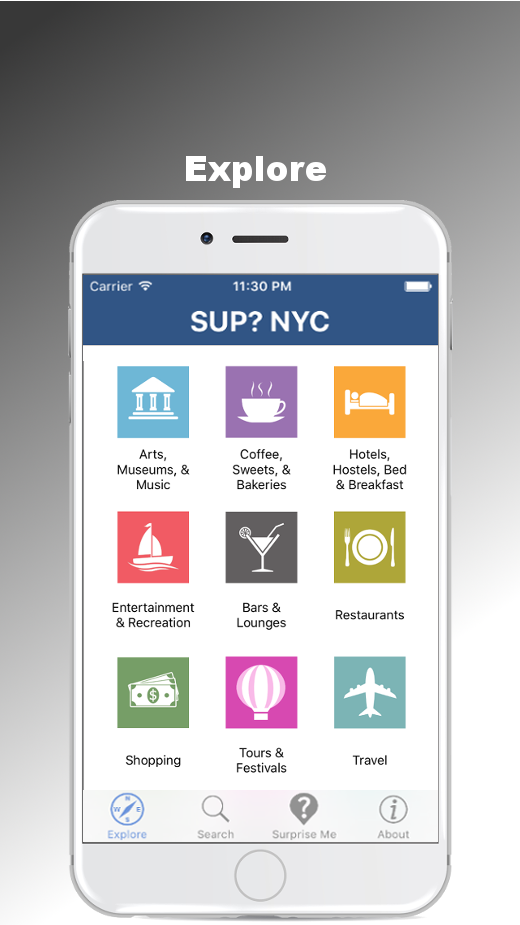 Explore
Carrier 11:30 PM
SUP? NYC
Arts,
Museums, &
Music
Coffee,
Sweets, &
Bakeries
Hotels,
Hostels, Bed
& Breakfast
Entertainment
& Recreation
Bars &
Lounges
Restaurants
$
Shopping
Tours &
Festivals
Travel
N
W E
S
Explore
Search
?
Surprise Me
i
About